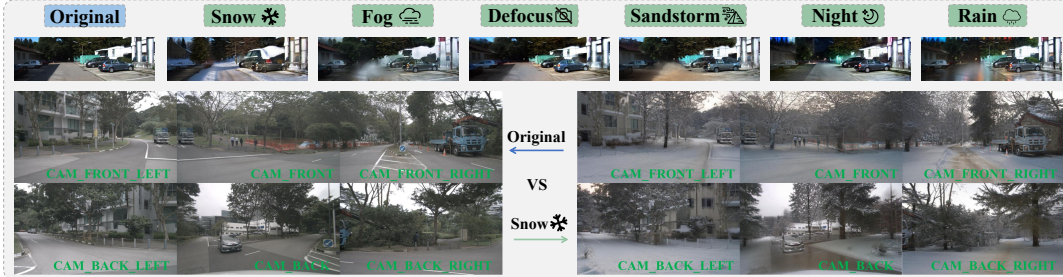 Original
Snow
Fog
Defocus
Sandstorm
Night
Rain
CAM_FRONT_LEFT
CAM_FRONT
CAM_FRONT_RIGHT
Original
VS
Snow
CAM_FRONT_LEFT
CAM_FRONT
CAM_FRONT_RIGHT
CAM_BACK_LEFT
CAM_BACK
CAM_BACK_RIGHT
CAM_BACK_LEFT
CAM_BACK
CAM_BACK_RIGHT